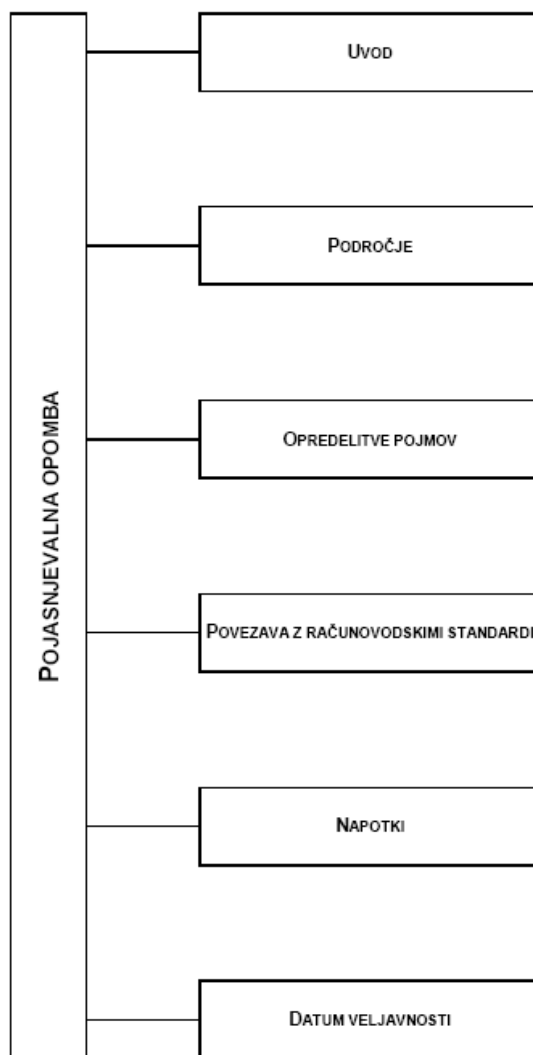 POJASNJEVALNA OPOMBA
UVOD
PODROČJE
OPREDELITVE POJMOV
POVEZAVA Z RAČUNOVODSKIMI STANDARDI
NAPOTKI
DATUM VELJAVNOSTI